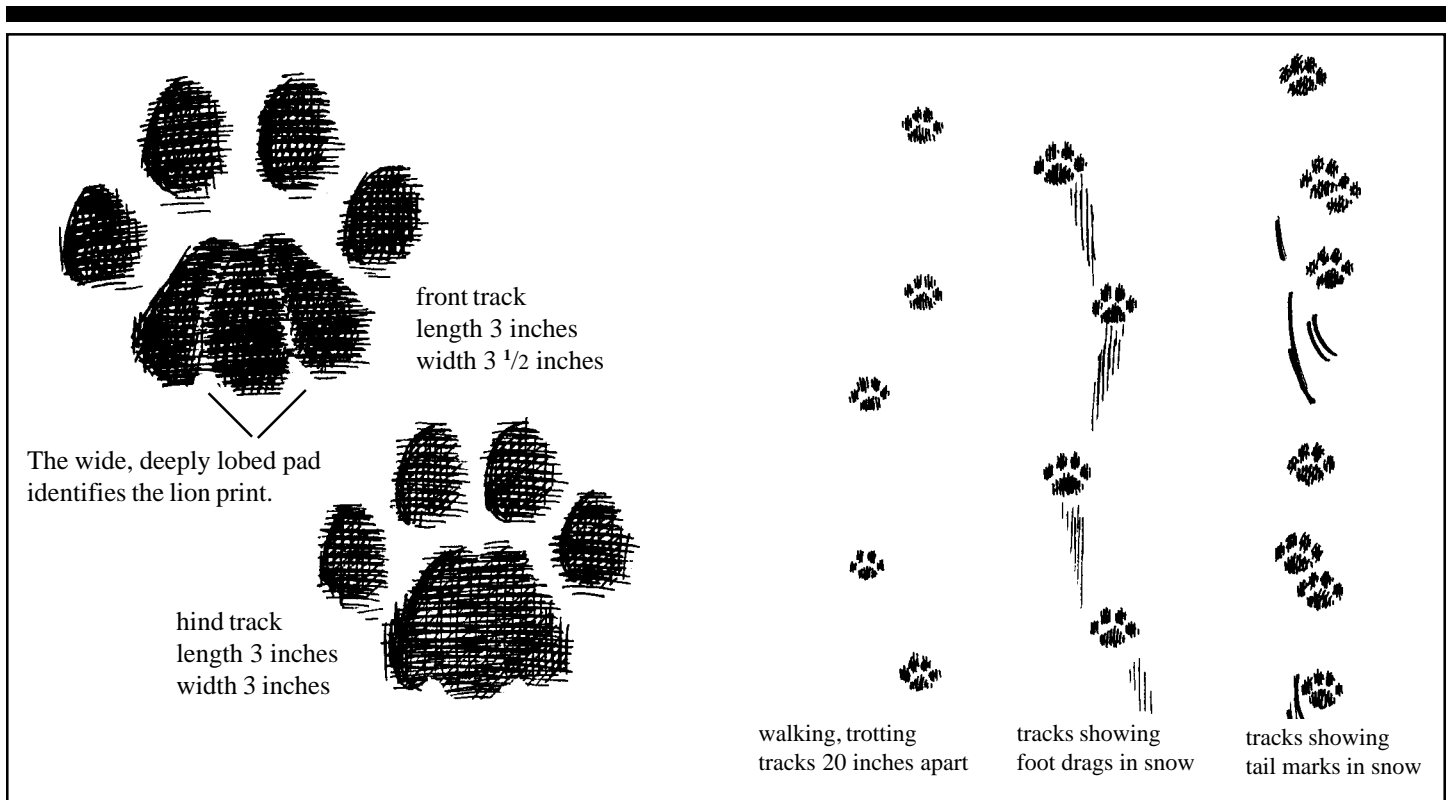 front track
length 3 inches
width 3 1/2 inches
The wide, deeply lobed pad
identifies the lion print.
hind track
length 3 inches
width 3 inches
walking, trotting
tracks 20 inches apart
tracks showing
foot drags in snow
tracks showing
tail marks in snow